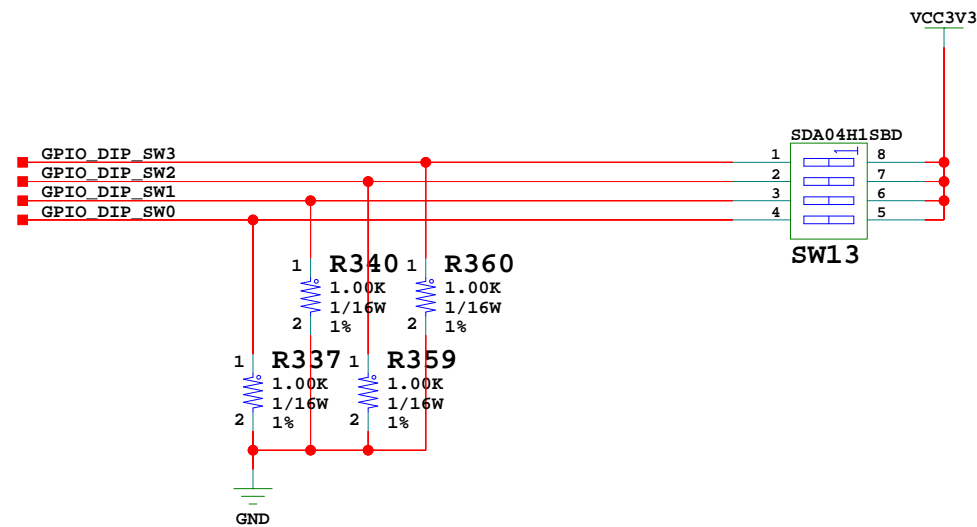 VCC3V3
SDA04H1SBD
GPIO_DIP_SW3
GPIO_DIP_SW2
GPIO_DIP_SW1
GPIO_DIP_SW0
1 8
2 7
3 6
4 5
1
SW13
1 R340
1.00K
1/16W
2 1%
1 R360
1.00K
1/16W
2 1%
1 R337
1.00K
1/16W
2 1%
1 R359
1.00K
1/16W
2 1%
GND